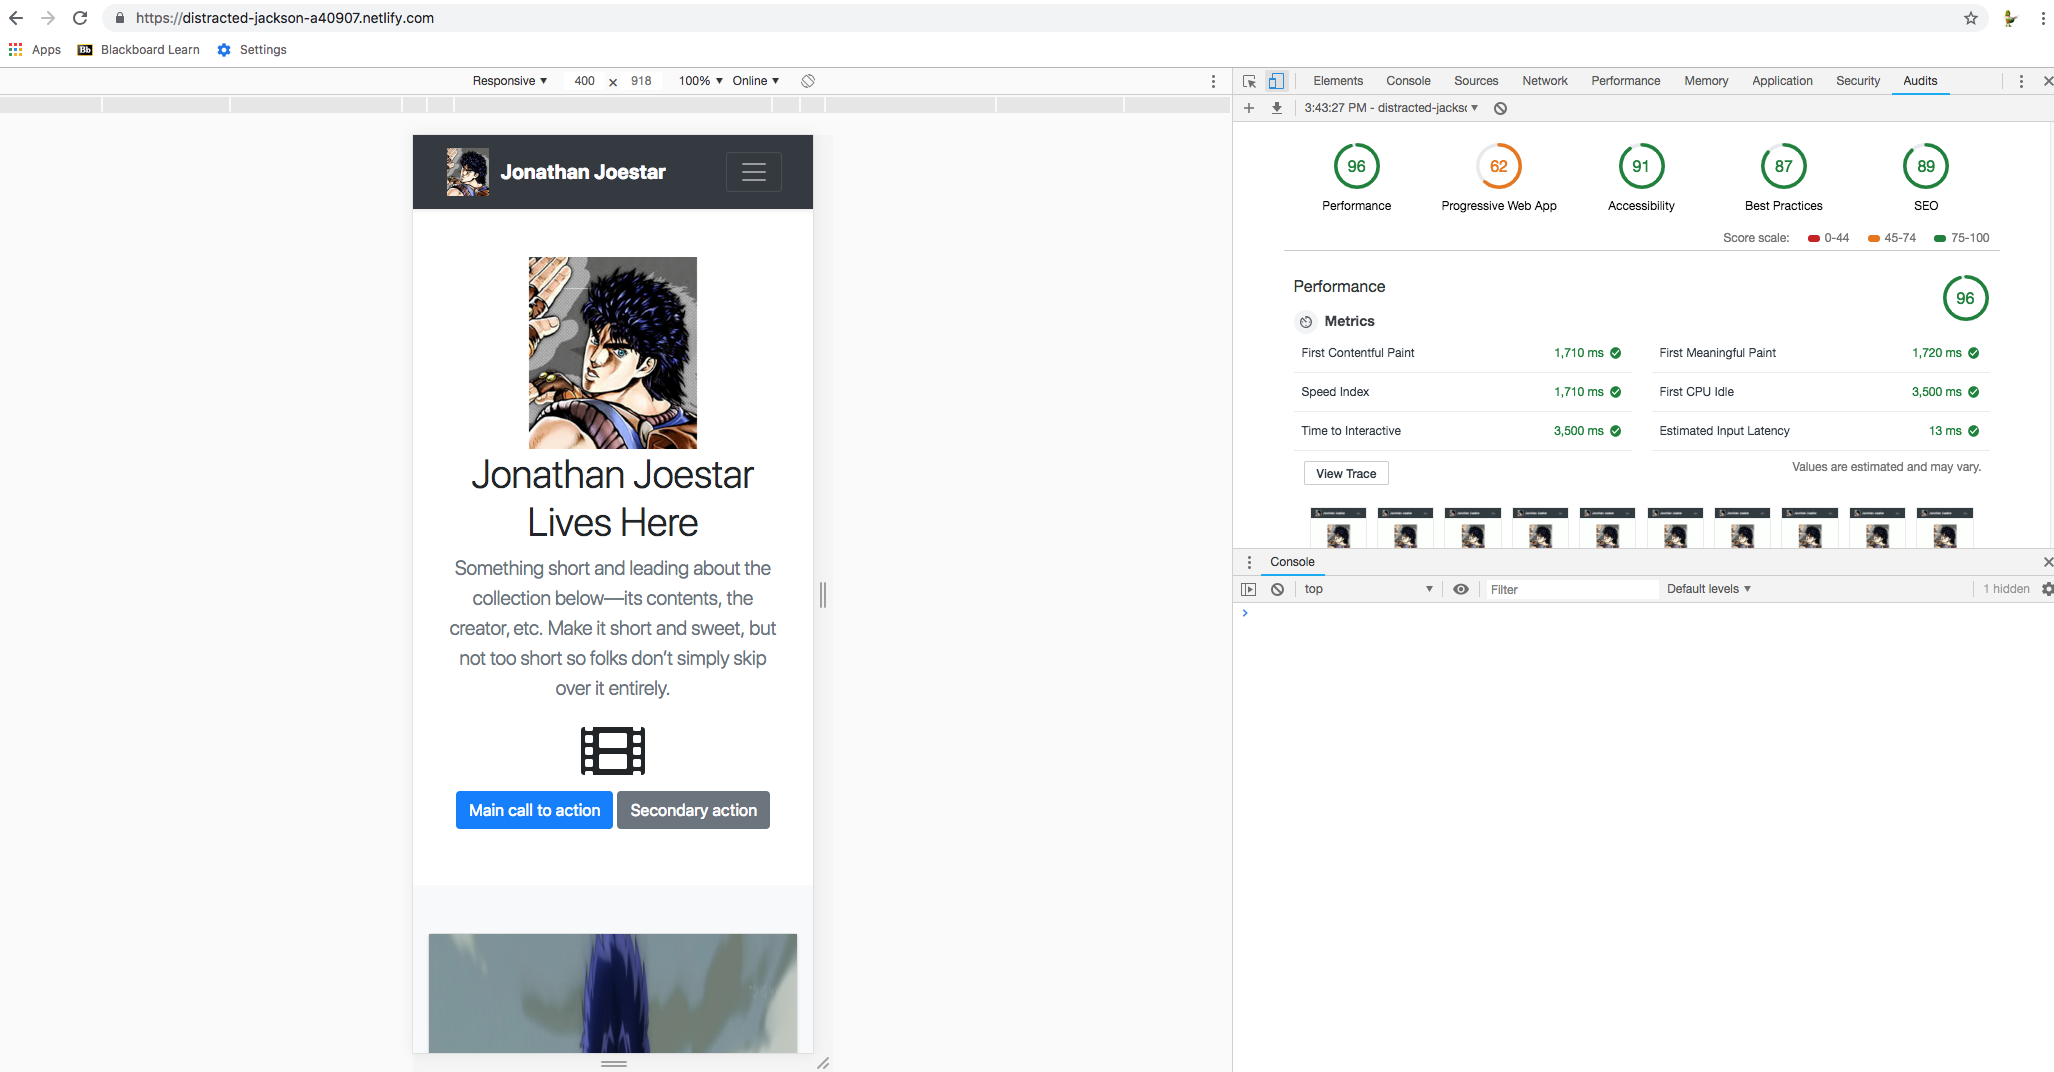 https://distracted-jackson-a40907.netlify.com
Apps Blackboard Learn Settings
Responsive 400 x 918 100% Online
Jonathan Joestar
Jonathan Joestar
Lives Here
Something short and leading about the
collection below—its contents, the
creator, etc. Make it short and sweet, but
not too short so folks don’t simply skip
over it entirely.
Main call to action Secondary action
Elements Console Sources Network Performance Memory Application Security Audits
3:43:27 PM - distracted-jacks
96 62 91 87 89
Performance Progressive Web App Accessibility Best Practices SEO
Score scale: 0-44 45-74 75-100
Performance 96
Metrics
First Contentful Paint 1,710 ms First Meaningful Paint 1,720 ms
Speed Index 1,710 ms First CPU Idle 3,500 ms
Time to Interactive 3,500 ms Estimated Input Latency 13 ms
View Trace Values are estimated and may vary.
Console
top Filter Default levels 1 hidden